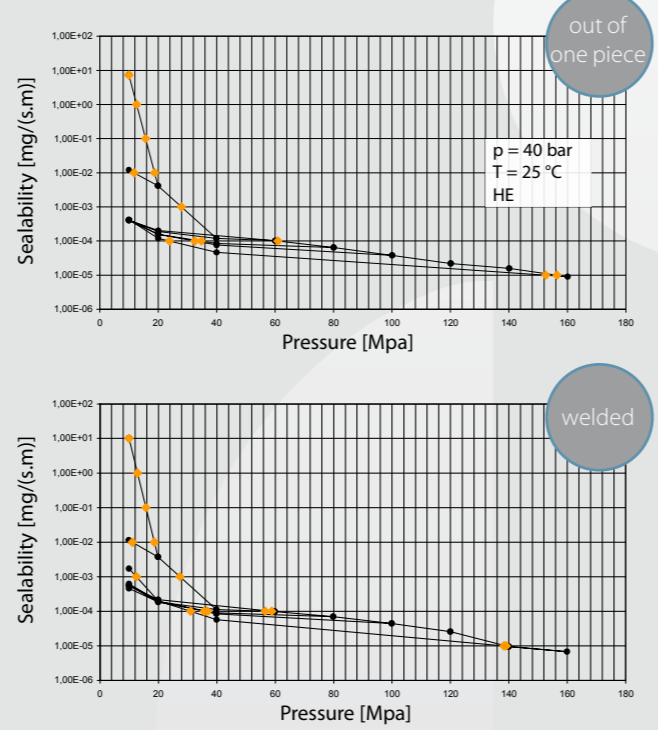 out of
one piece
Sealability [mg/(s.m)]
1,00E+02
1,00E+01
1,00E+00
1,00E-01
1,00E-02
1,00E-03
1,00E-04
1,00E-05
1,00E-06
p = 40 bar
T = 25 °C
HE
0 20 40 60 80 100 120 140 160 180
Pressure [Mpa]
welded
Sealability [mg/(s.m)]
1,00E+02
1,00E+01
1,00E+00
1,00E-01
1,00E-02
1,00E-03
1,00E-04
1,00E-05
1,00E-06
0 20 40 60 80 100 120 140 160 180
Pressure [Mpa]